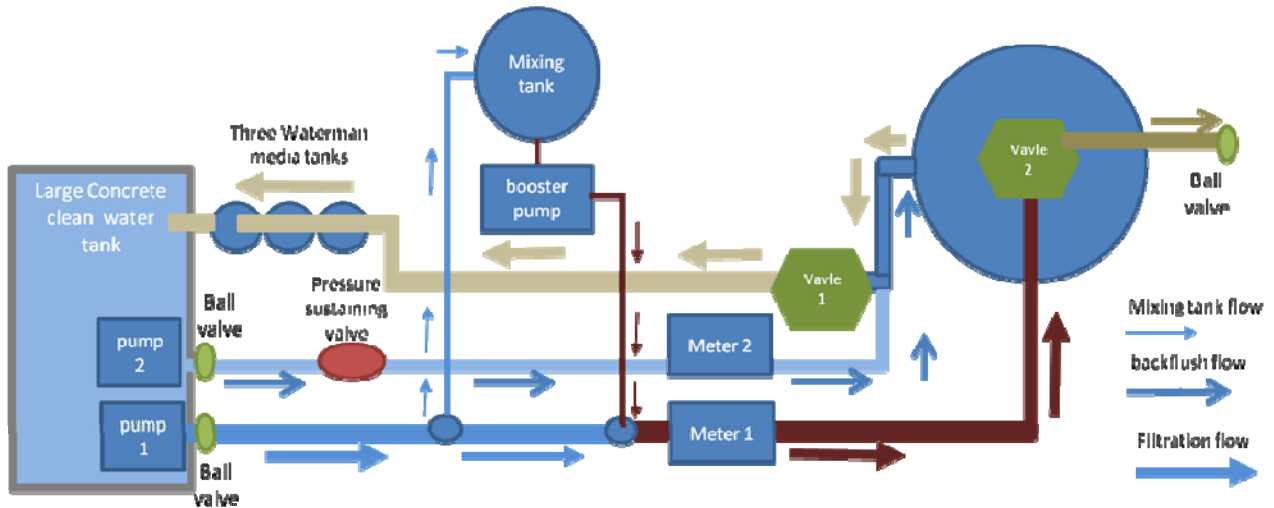 Mixing
tank
Three Waterman
media tanks
Large Concrete
clean water
tank
booster
pump
Vavle
2
Ball
valve
Vavle
1
Pressure
sustaining
valve
Ball
valve
pump
2
Meter 2
pump
1
Meter 1
Ball
valve
Mixing tank flow
backflush flow
Filtration flow